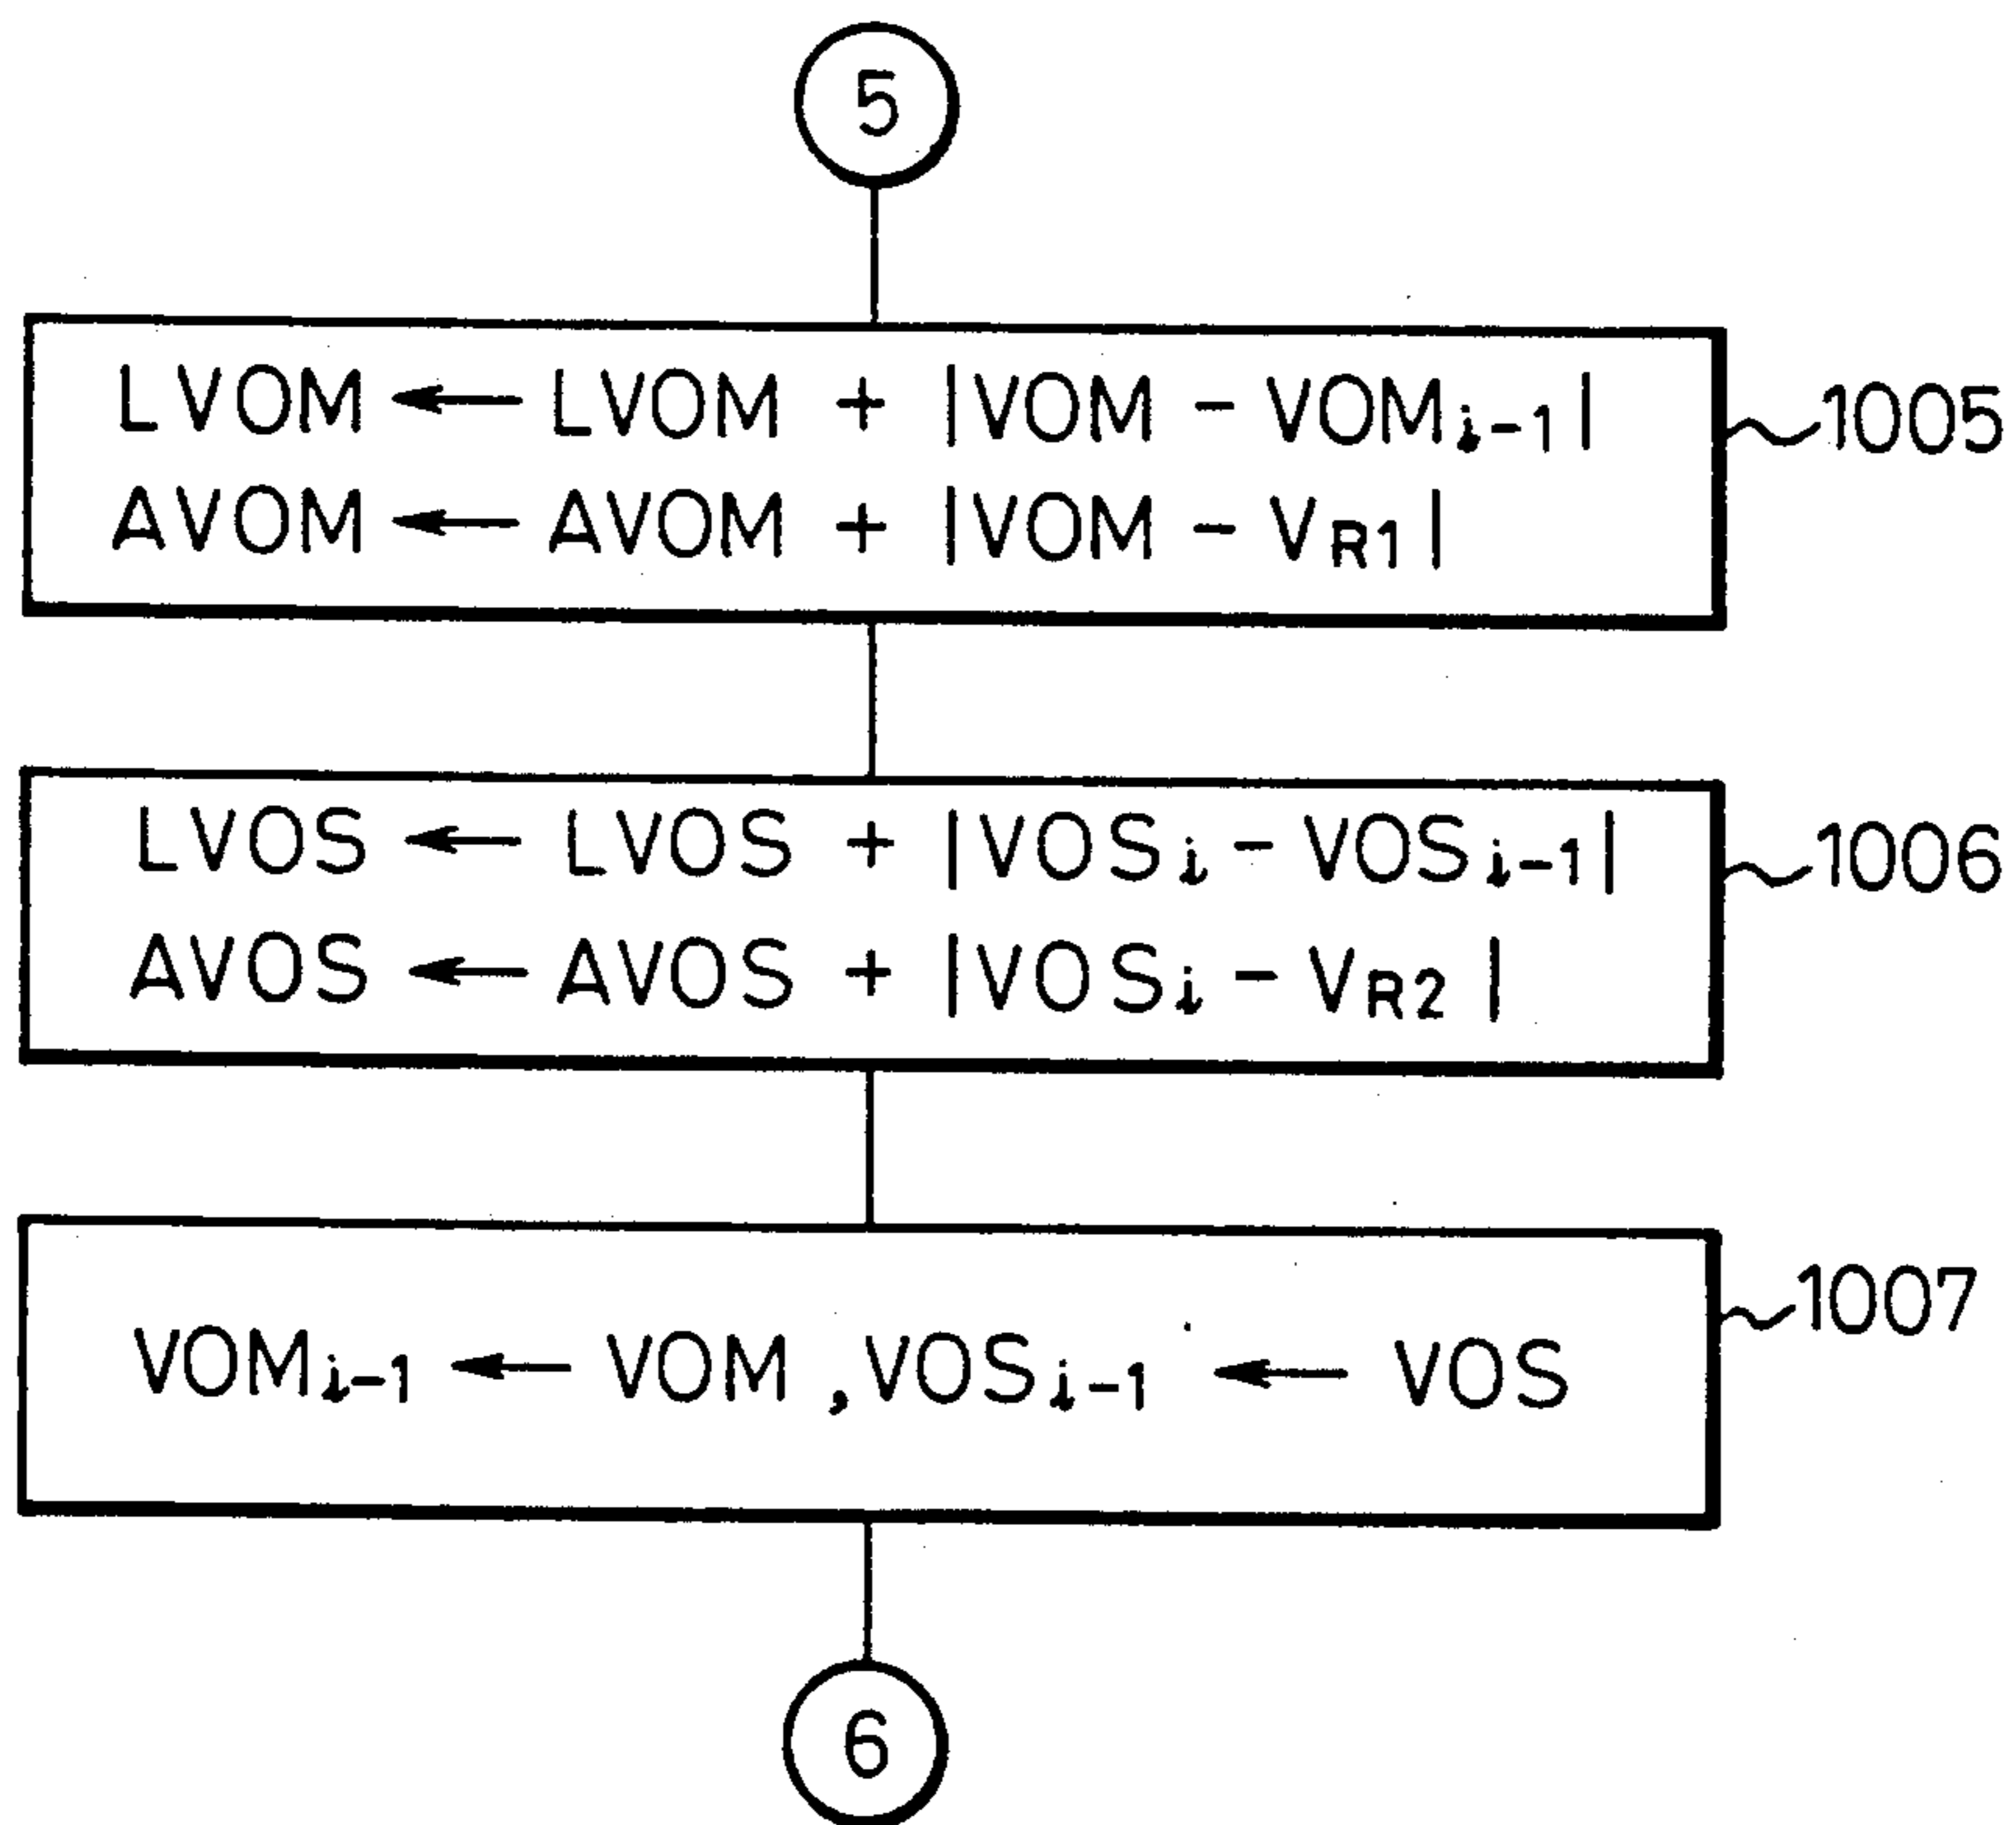 5
LVOM ← LVOM + |VOM - VOMi-1|
1005
AVOM ← AVOM + |VOM - VR1|
LVOS ← LVOS + |VOSi - VOSi-1|
1006
AVOS ← AVOS + |VOSi - VR2|
1007
VOMi-1 ← VOM , VOSi-1 ← VOS
6